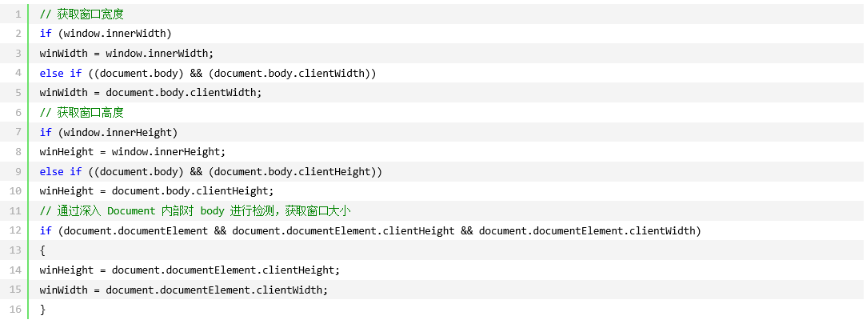 1 // 获取窗口宽度
2 if (window.innerWidth)
3 winWidth = window.innerWidth;
4 else if ((document.body) && (document.body.clientWidth))
5 winWidth = document.body.clientWidth;
6 // 获取窗口高度
7 if (window.innerHeight)
8 winHeight = window.innerHeight;
9 else if ((document.body) && (document.body.clientHeight))
10 winHeight = document.body.clientHeight;
11 // 通过深入 Document 内部对 body 进行检测，获取窗口大小
12 if (document.documentElement && document.documentElement.clientHeight && document.documentElement.clientWidth)
13 {
14 winHeight = document.documentElement.clientHeight;
15 winWidth = document.documentElement.clientWidth;
16 }